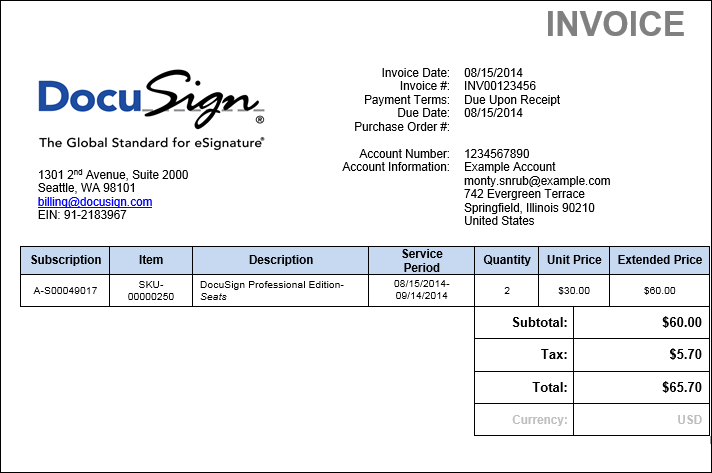 INVOICE
DocuSign®
The Global Standard for eSignature®
1301 2nd Avenue, Suite 2000
Seattle, WA 98101
billing@docusign.com
EIN: 91-2183967
Invoice Date: 08/15/2014
Invoice #: INV00123456
Payment Terms: Due Upon Receipt
Due Date: 08/15/2014
Purchase Order #:
Account Number: 1234567890
Account Information: Example Account
monty.snrub@example.com
742 Evergreen Terrace
Springfield, Illinois 90210
United States
Subscription Item Description Service Period Quantity Unit Price Extended Price
A-S00049017 SKU-00000250 DocuSign Professional Edition-Seats 08/15/2014-09/14/2014 2 $30.00 $60.00
Subtotal: $60.00
Tax: $5.70
Total: $65.70
Currency: USD